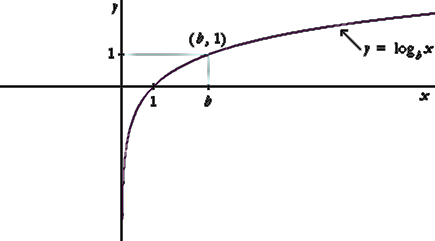 y
(b, 1)
1
y = log_b x
1
b
x